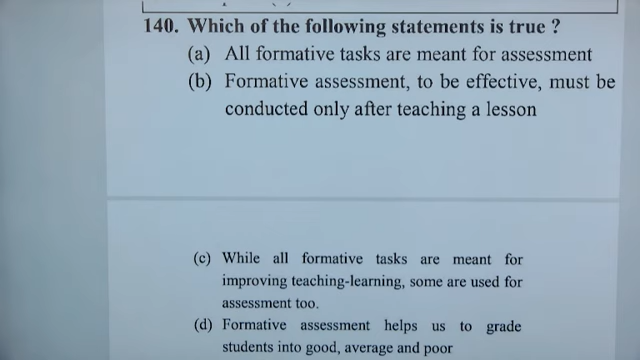 140. Which of the following statements is true ?
(a) All formative tasks are meant for assessment
(b) Formative assessment, to be effective, must be
conducted only after teaching a lesson
(c) While all formative tasks are meant for
improving teaching-learning, some are used for
assessment too.
(d) Formative assessment helps us to grade
students into good, average and poor